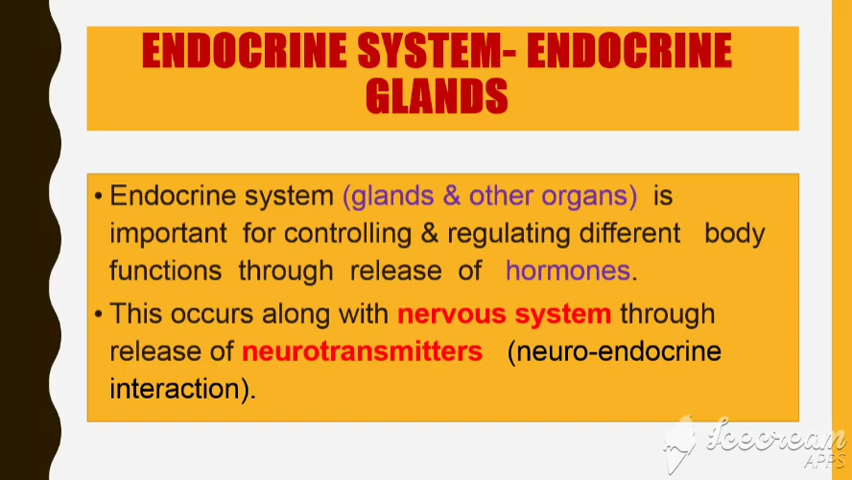 ENDOCRINE SYSTEM- ENDOCRINE
GLANDS
• Endocrine system (glands & other organs) is
important for controlling & regulating different body
functions through release of hormones.
• This occurs along with nervous system through
release of neurotransmitters (neuro-endocrine
interaction).
Icecream
APPS